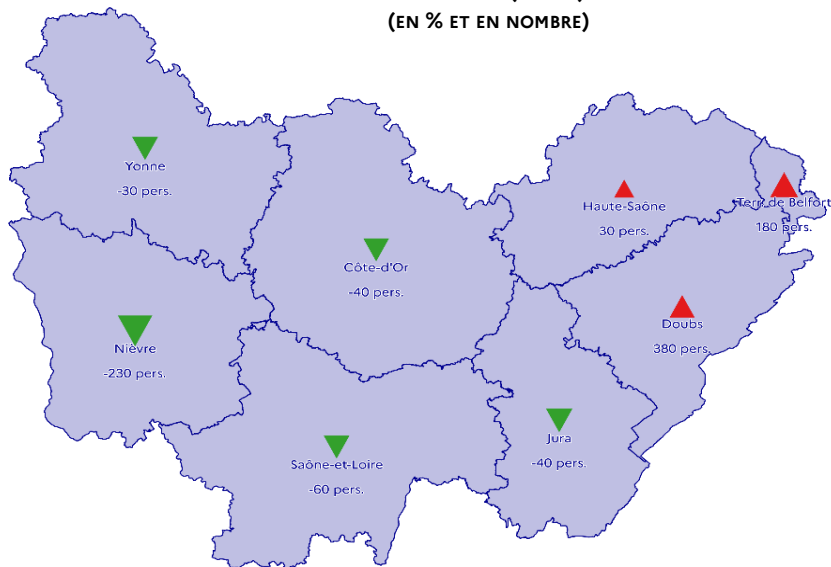 (EN % ET EN NOMBRE)
Yonne
-30 pers.
Haute-Saône
30 pers.
Terr. de Belfort
180 pers.
Côte-d'Or
-40 pers.
Doubs
380 pers.
Nièvre
-230 pers.
Jura
-40 pers.
Saône-et-Loire
-60 pers.